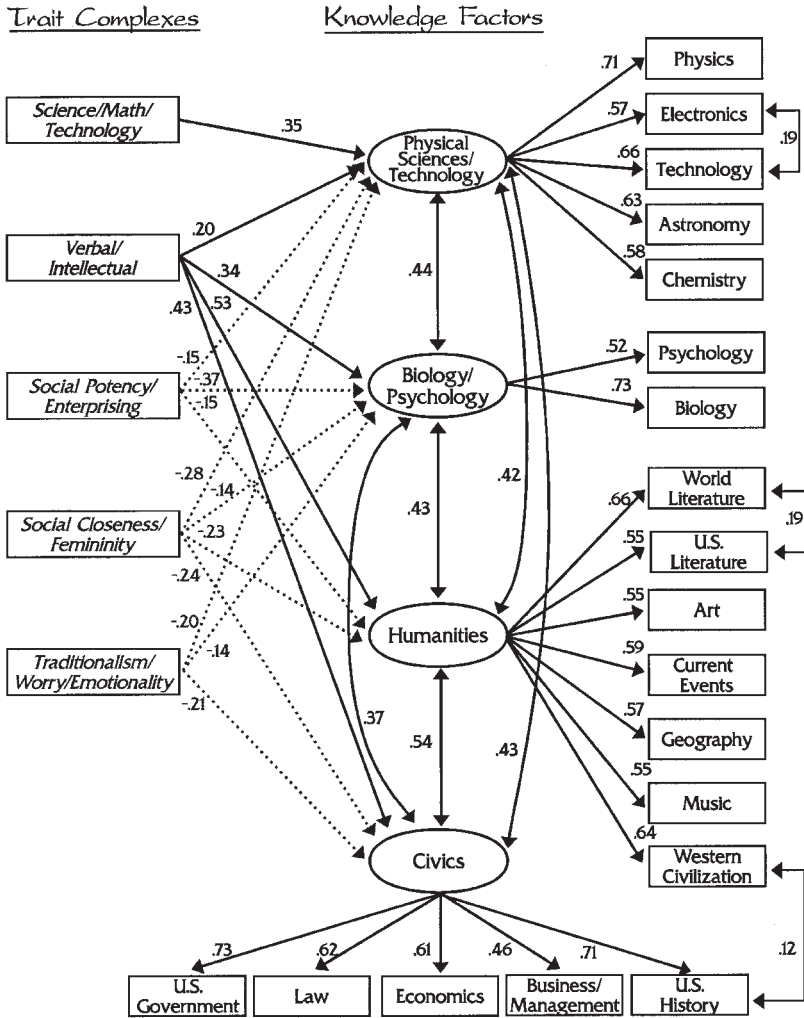 Trait Complexes
Knowledge Factors
Science/Math/
Technology
Verbal/
Intellectual
Social Potency/
Enterprising
Social Closeness/
Femininity
Traditionalism/
Worry/Emotionality
.35
.20
.34
.53
.43
-.15
-.37
-.15
-.28
-.14
-.23
-.24
-.20
-.14
-.21
Physical
Sciences/
Technology
.44
Biology/
Psychology
.43
.42
Humanities
.37
.54
.43
Civics
.71
Physics
.57
Electronics
.19
.66
Technology
.63
Astronomy
.58
Chemistry
.52
Psychology
.73
Biology
.66
World
Literature
.19
.55
U.S.
Literature
.55
Art
.59
Current
Events
.57
Geography
.55
Music
.64
Western
Civilization
.12
.73
.62
.61
.46
.71
U.S.
Government
Law
Economics
Business/
Management
U.S.
History